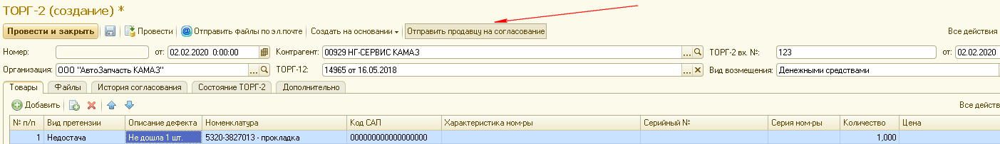 ТОРГ-2 (создание) *
Провести и закрыть Провести Отправить файлы по эл.почте Создать на основании Отправить продавцу на согласование Все действия
Номер: от: 02.02.2020 0:00:00 Контрагент: 00929 НГ-СЕРВИС КАМАЗ ... ТОРГ-2 вх. №: 123 от: 02.02.2020
Организация: ООО "АвтоЗапчасть КАМАЗ" ... ТОРГ-12: 14965 от 16.05.2018 ... Вид возмещения: Денежными средствами
Товары Файлы История согласования Состояние ТОРГ-2 Дополнительно
Добавить Все действ
№ п/п Вид претензии Описание дефекта Номенклатура Код САП Характеристика ном-ры Серийный № Серия ном-ры Количество Цена
1 Недостача Не дошла 1 шт. 5320-3827013 - прокладка 000000000000000000 1,000